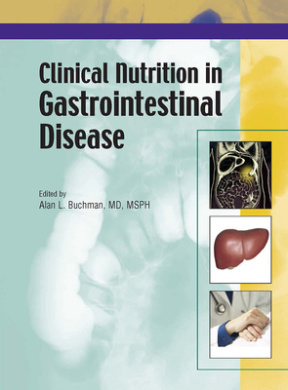 Clinical Nutrition in
Gastrointestinal
Disease
Edited by
Alan L. Buchman, MD, MSPH